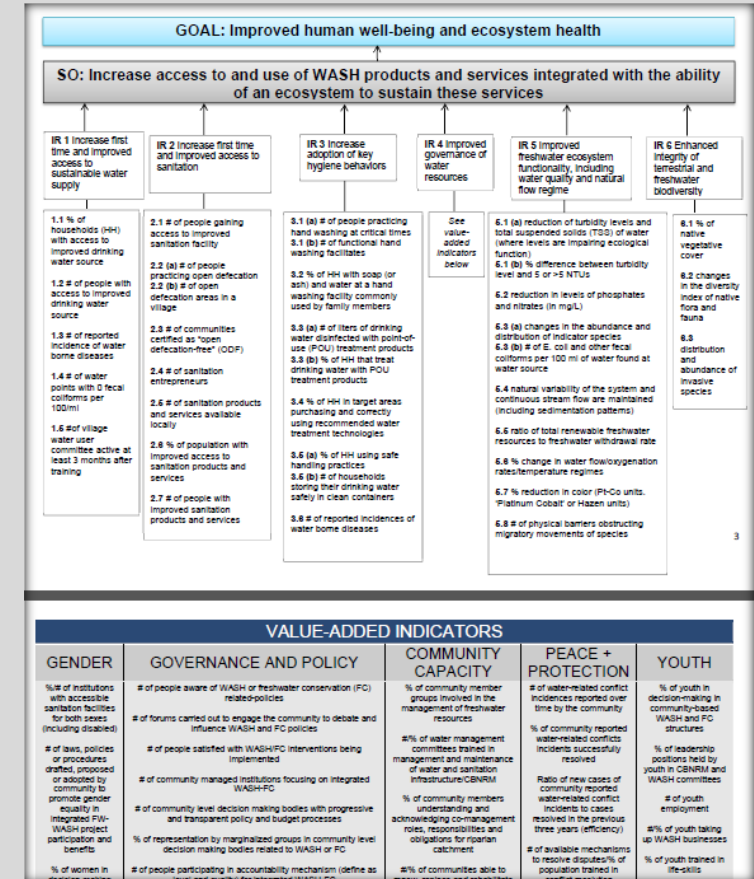 GOAL: Improved human well-being and ecosystem health
SO: Increase access to and use of WASH products and services integrated with the ability
of an ecosystem to sustain these services
IR 1 Increase first
time and improved
access to
sustainable water
supply
1.1 % of
households (HH)
with access to
improved drinking
water source
1.2 # of people with
access to improved
drinking water
source
1.3 # of reported
incidence of water
borne diseases
1.4 # of water
points with 0 fecal
coliforms per
100/ml
1.5 #of village
water user
committee active at
least 3 months after
training
IR 2 Increase first time
and improved access to
sanitation
2.1 # of people gaining
access to improved
sanitation facility
2.2 (a) # of people
practicing open defecation
2.2 (b) # of open
defecation areas in a
village
2.3 # of communities
certified as "open
defecation-free" (ODF)
2.4 # of sanitation
entrepreneurs
2.5 # of sanitation products
and services available
locally
2.6 % of population with
improved access to
sanitation products and
services
2.7 # of people with
improved sanitation
products and services
IR 3 Increase
adoption of key
hygiene behaviors
3.1 (a) # of people practicing
hand washing at critical times
3.1 (b) # of functional hand
washing facilitates
3.2 % of HH with soap (or
ash) and water at a hand
washing facility commonly
used by family members
3.3 (a) # of liters of drinking
water disinfected with point-of-
use (POU) treatment products
3.3 (b) % of HH that treat
drinking water with POU
treatment products
3.4 % of HH in target areas
purchasing and correctly
using recommended water
treatment technologies
3.5 (a) % of HH using safe
handling practices
3.5 (b) # of households
storing their drinking water
safely in clean containers
3.6 # of reported incidences of
water borne diseases
IR 4 Improved
governance of
water
resources
See
value-
added
indicators
below
IR 5 Improved
freshwater ecosystem
functionality, including
water quality and natural
flow regime
5.1 (a) reduction of turbidity levels and
total suspended solids (TSS) of water
(where levels are impairing ecological
function)
5.1 (b) % difference between turbidity
level and 5 or >5 NTUs
5.2 reduction in levels of phosphates
and nitrates (in mg/L)
5.3 (a) changes in the abundance and
distribution of indicator species
5.3 (b) # of E. coli and other fecal
coliforms per 100 ml of water found at
water source
5.4 natural variability of the system and
continuous stream flow are maintained
(including sedimentation patterns)
5.5 ratio of total renewable freshwater
resources to freshwater withdrawal rate
5.6 % change in water flow/oxygenation
rates/temperature regimes
5.7 % reduction in color (Pt-Co units.
'Platinum Cobalt' or Hazen units)
5.8 # of physical barriers obstructing
migratory movements of species
IR 6 Enhanced
integrity of
terrestrial and
freshwater
biodiversity
6.1 % of
native
vegetative
cover
6.2 changes
in the diversity
index of native
flora and
fauna
6.3
distribution
and
abundance of
invasive
species
3
VALUE-ADDED INDICATORS
GENDER
%/# of institutions
with accessible
sanitation facilities
for both sexes
(including disabled)
# of laws, policies
or procedures
drafted, proposed
or adopted by
community to
promote gender
equality in
integrated FW-
WASH project
participation and
benefits
% of women in
GOVERNANCE AND POLICY
# of people aware of WASH or freshwater conservation (FC)
related-policies
# of forums carried out to engage the community to debate and
influence WASH and FC policies
# of people satisfied with WASH/FC interventions being
implemented
# of community managed institutions focusing on integrated
WASH-FC
# of community level decision making bodies with progressive
and transparent policy and budget processes
% of representation by marginalized groups in community level
decision making bodies related to WASH or FC
# of people participating in accountability mechanism (define as
COMMUNITY
CAPACITY
% of community member
groups involved in the
management of freshwater
resources
#/% of water management
committees trained in
management and maintenance
of water and sanitation
infrastructure/CBNRM
% of community members
understanding and
acknowledging co-management
roles, responsibilities and
obligations for riparian
catchment
#/% of communities able to
PEACE +
PROTECTION
# of water-related conflict
incidences reported over
time by the community
% of community reported
water-related conflicts
incidents successfully
resolved
Ratio of new cases of
community reported
water-related conflict
incidents to cases
resolved in the previous
three years (efficiency)
# of available mechanisms
to resolve disputes/% of
population trained in
YOUTH
% of youth in
decision-making in
community-based
WASH and FC
structures
% of leadership
positions held by
youth in CBNRM and
WASH committees
# of youth
employment
#/% of youth taking
up WASH businesses
% of youth trained in
life-skills